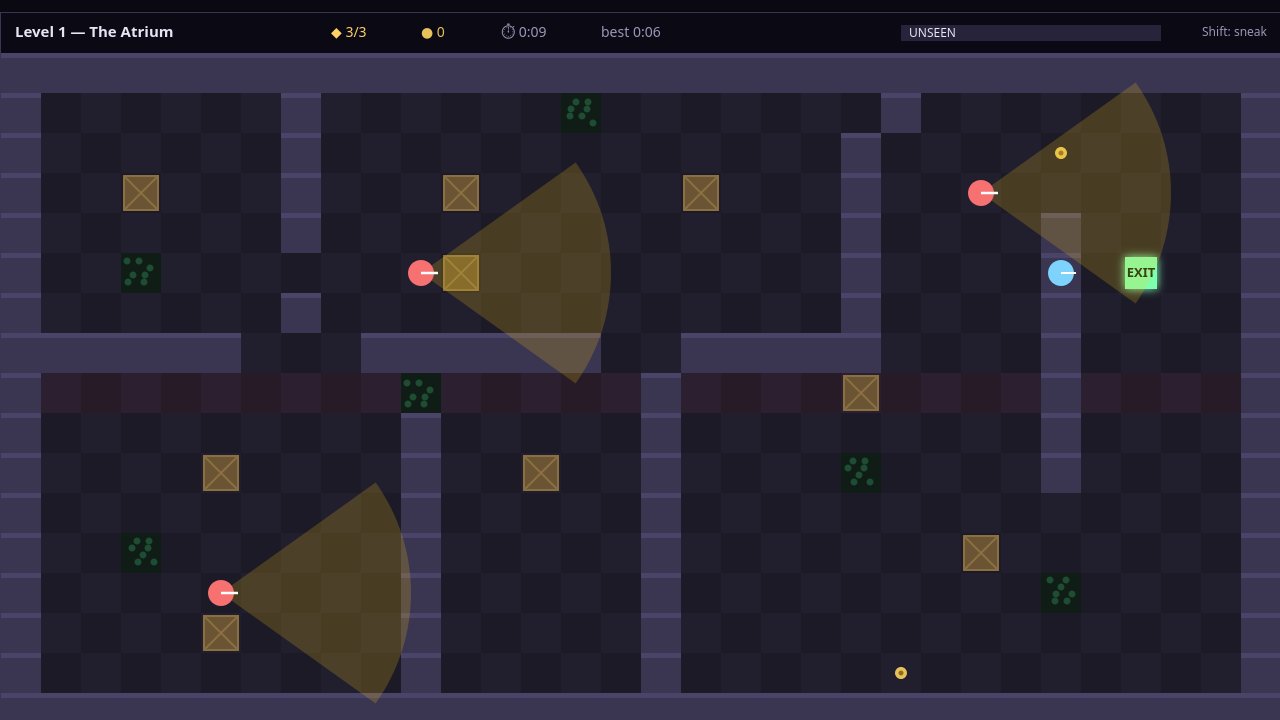 Level 1 — The Atrium ◆ 3/3 ● 0 ⏱ 0:09 best 0:06 UNSEEN Shift: sneak
EXIT